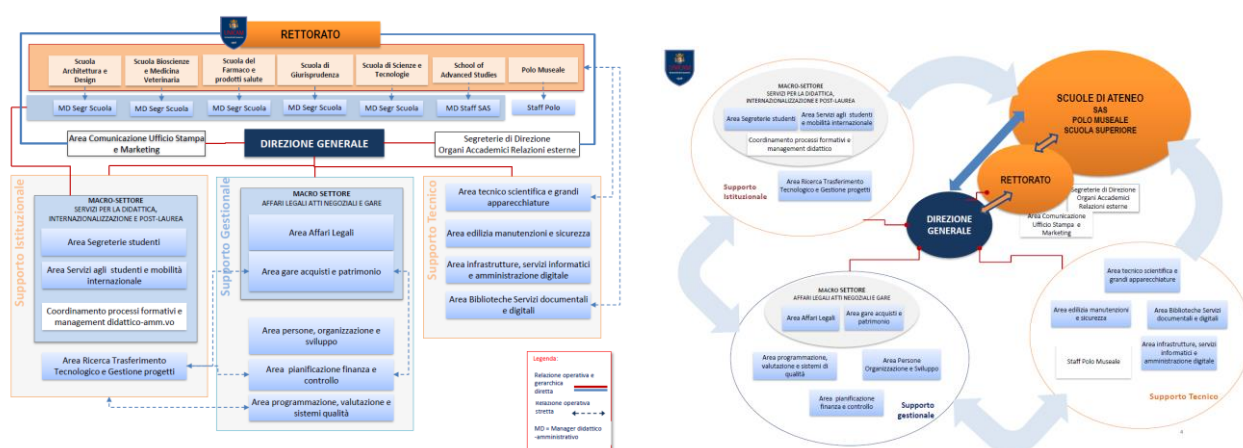 RETTORATO
Scuola
Architettura e
Design
Scuola Bioscienze
e Medicina
Veterinaria
Scuola del
Farmaco e
prodotti salute
Scuola di
Giurisprudenza
Scuola di Scienze e
Tecnologie
School of
Advanced Studies
Polo Museale
MD Segr Scuola
MD Segr Scuola
MD Segr Scuola
MD Segr Scuola
MD Segr Scuola
MD Staff SAS
Staff Polo
Area Comunicazione Ufficio Stampa
e Marketing
DIREZIONE GENERALE
Segreterie di Direzione
Organi Accademici Relazioni esterne
Supporto Istituzionale
MACRO-SETTORE
SERVIZI PER LA DIDATTICA,
INTERNAZIONALIZZAZIONE E POST-LAUREA
Area Segreterie studenti
Area Servizi agli studenti e mobilità
internazionale
Coordinamento processi formativi e
management didattico-amm.vo
Area Ricerca Trasferimento
Tecnologico e Gestione progetti
Supporto Gestionale
MACRO SETTORE
AFFARI LEGALI ATTI NEGOZIALI E GARE
Area Affari Legali
Area gare acquisti e patrimonio
Area persone, organizzazione e
sviluppo
Area pianificazione finanza e
controllo
Area programmazione, valutazione e
sistemi qualità
Supporto Tecnico
Area tecnico scientifica e grandi
apparecchiature
Area edilizia manutenzioni e sicurezza
Area infrastrutture, servizi informatici
e amministrazione digitale
Area Biblioteche Servizi documentali
e digitali
Legenda:
Relazione operativa e
gerarchica
diretta
Relazione operativa
stretta
MD = Manager didattico
-amministrativo
MACRO-SETTORE
SERVIZI PER LA DIDATTICA,
INTERNAZIONALIZZAZIONE E POST-LAUREA
Area Segreterie studenti
Area Servizi agli studenti
e mobilità internazionale
Coordinamento processi formativi e
management didattico
Supporto
Istituzionale
Area Ricerca Trasferimento
Tecnologico e Gestione progetti
SCUOLE DI ATENEO
SAS
POLO MUSEALE
SCUOLA SUPERIORE
RETTORATO
DIREZIONE
GENERALE
Segreterie di Direzione
Organi Accademici
Relazioni esterne
Area Comunicazione
Ufficio Stampa e
Marketing
MACRO SETTORE
AFFARI LEGALI ATTI NEGOZIALI E GARE
Area Affari Legali
Area gare acquisti e
patrimonio
Area programmazione,
valutazione e sistemi di
qualità
Area Persone
Organizzazione e Sviluppo
Area pianificazione
finanza e controllo
Supporto
gestionale
Area tecnico scientifica e
grandi apparecchiature
Area edilizia manutenzioni
e sicurezza
Area Biblioteche Servizi
documentali e digitali
Staff Polo Museale
Area infrastrutture, servizi
informatici e
amministrazione digitale
Supporto Tecnico
4